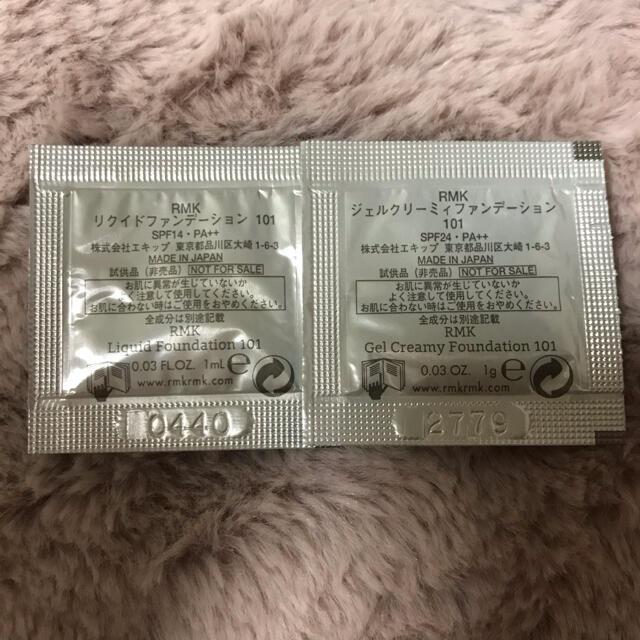 RMK
リクイドファンデーション 101
SPF14・PA++
株式会社エキップ 東京都品川区大崎 1-6-3
MADE IN JAPAN
試供品（非売品） NOT FOR SALE
お肌に異常が生じていないか
よく注意して使用してください。
お肌に合わない時はご使用をおやめください。
全成分は別途記載
RMK
Liquid Foundation 101
0.03 FL.OZ. 1mL e
www.rmkrmk.com
0440
RMK
ジェルクリーミィファンデーション
101
SPF24・PA++
株式会社エキップ 東京都品川区大崎 1-6-3
MADE IN JAPAN
試供品（非売品） NOT FOR SALE
お肌に異常が生じていないか
よく注意して使用してください。
お肌に合わない時はご使用をおやめください。
全成分は別途記載
RMK
Gel Creamy Foundation 101
0.03 OZ. 1g e
www.rmkrmk.com
2779